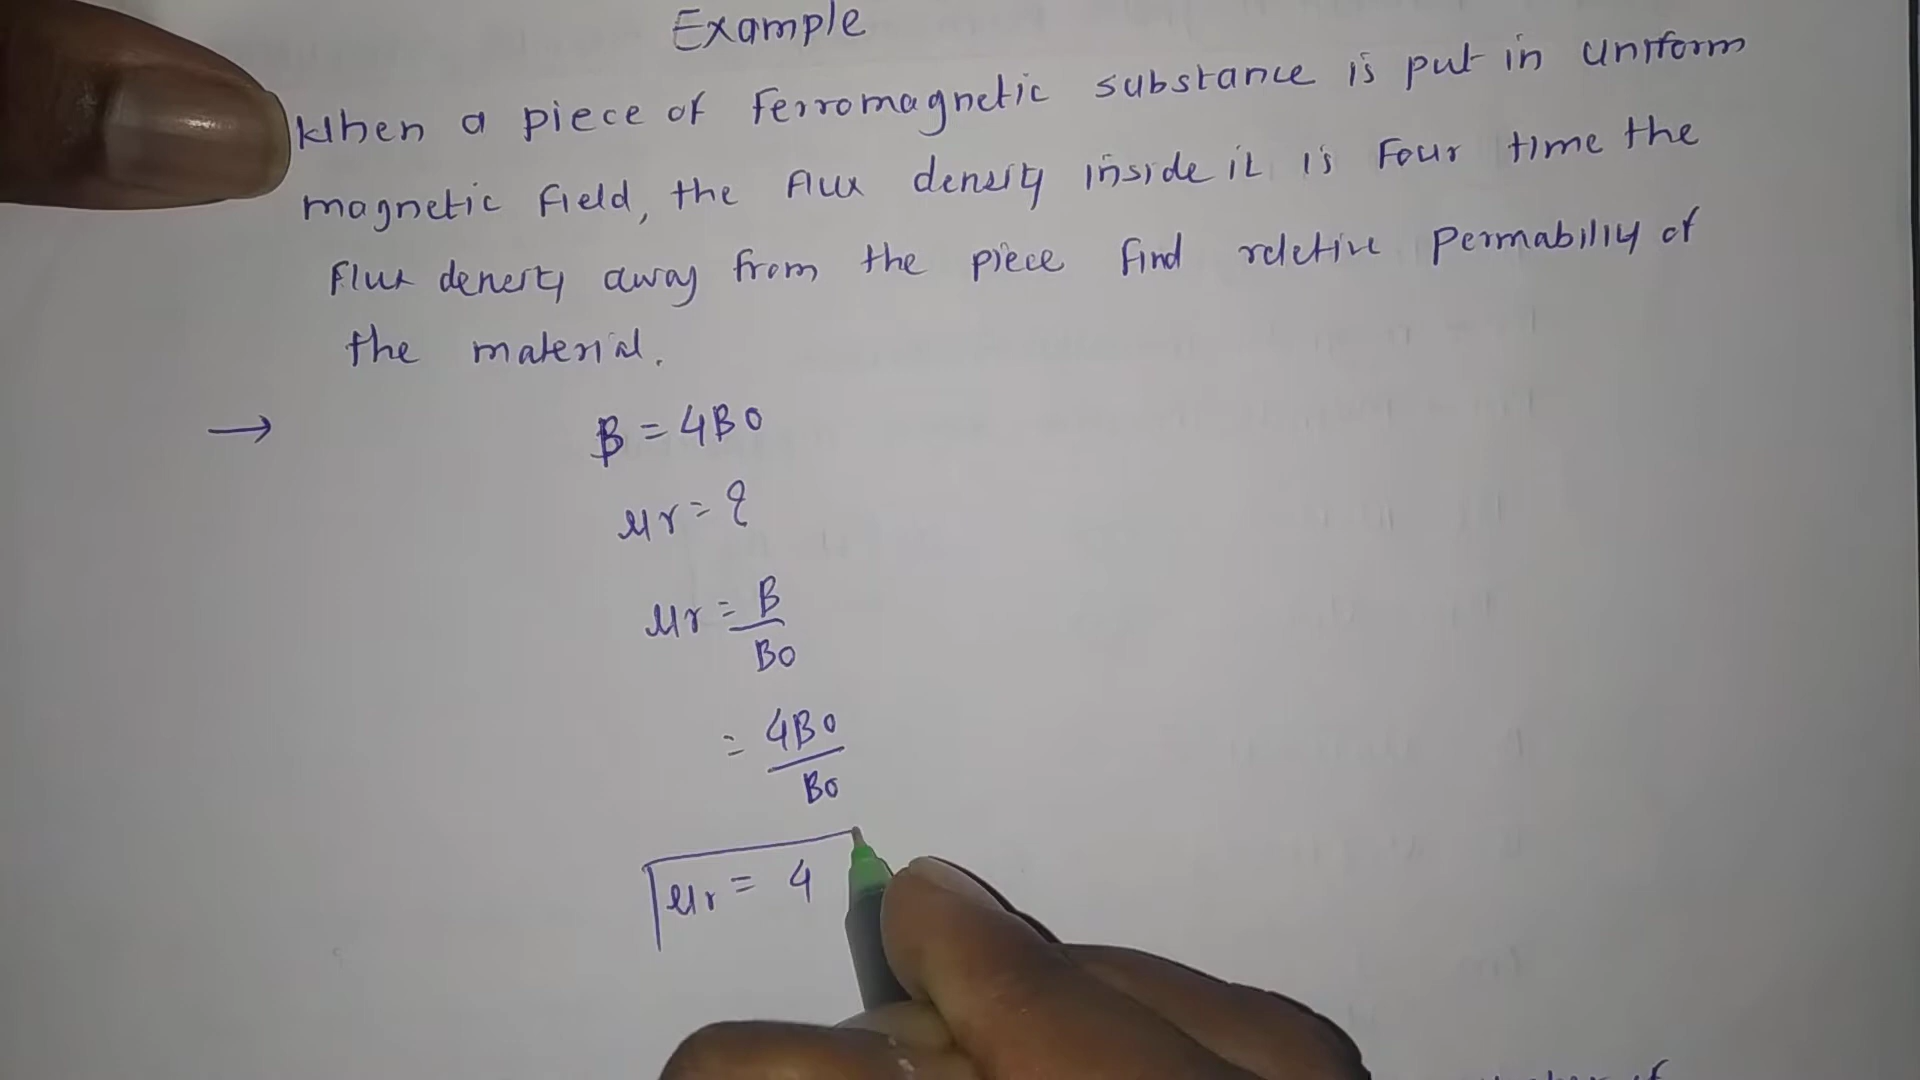 Example
When a piece of Ferromagnetic substance is put in uniform
magnetic Field, the Flux density inside it is Four time the
Flux denesty away from the piece Find reletive Permabiliy of
the material.
→ B = 4B0
μr = ?
μr = B
B0
= 4B0
B0
μr = 4